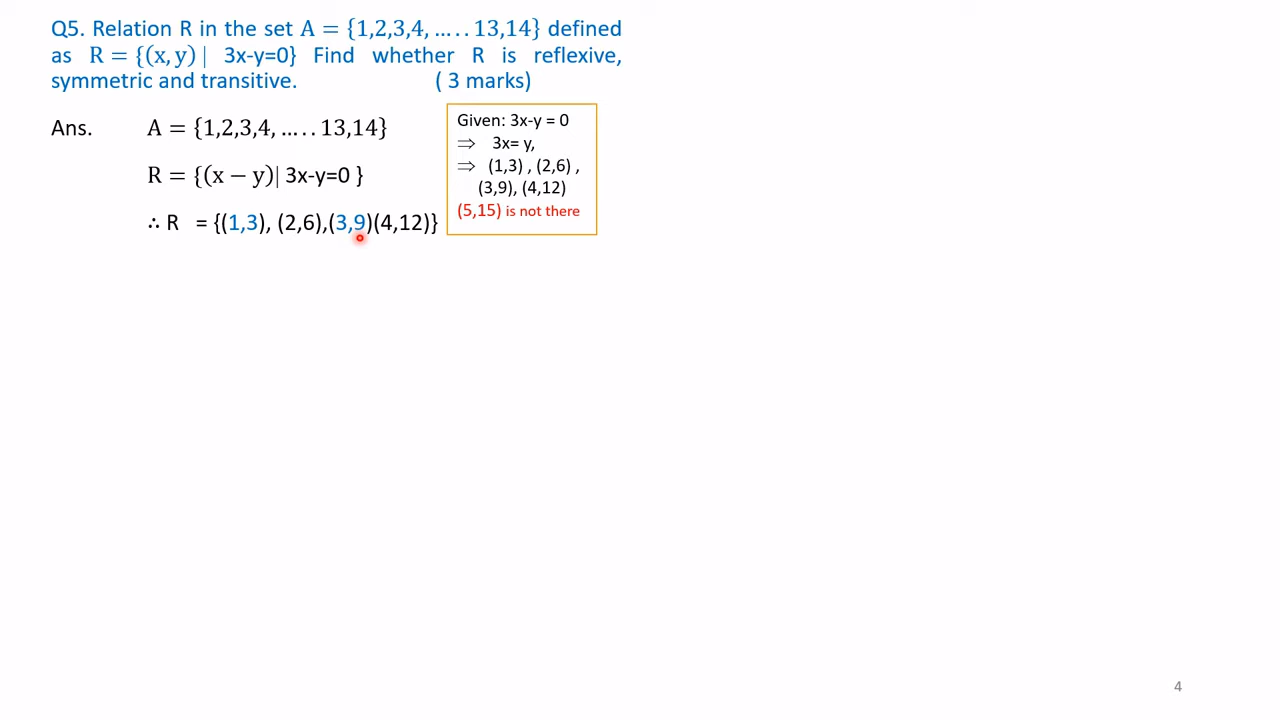 Q5. Relation R in the set A = {1,2,3,4, ..... 13,14} defined
as R = {(x, y) | 3x-y=0} Find whether R is reflexive,
symmetric and transitive. ( 3 marks)
Ans. A = {1,2,3,4, ..... 13,14}
R = {(x − y)| 3x-y=0 }
∴ R = {(1,3), (2,6),(3,9)(4,12)}
Given: 3x-y = 0
⇒ 3x= y,
⇒ (1,3) , (2,6) ,
(3,9), (4,12)
(5,15) is not there
4